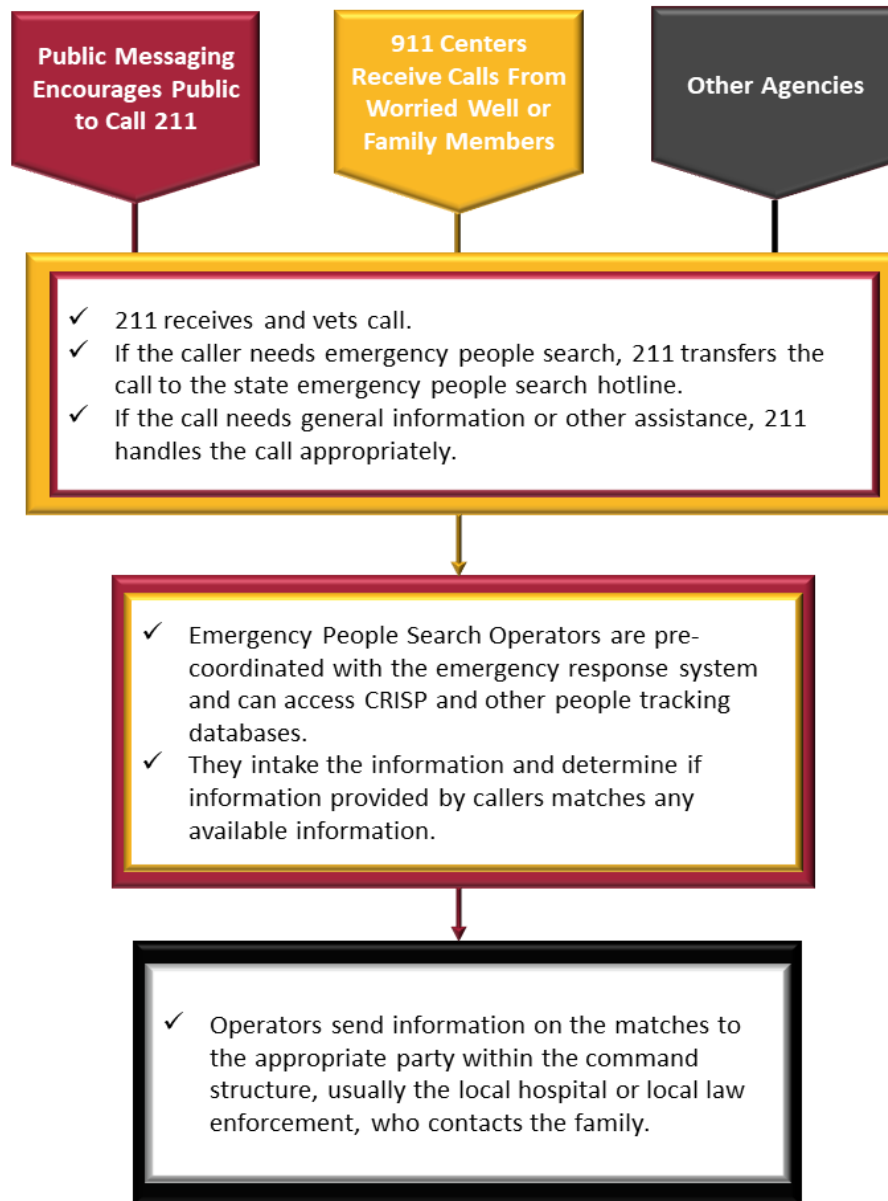 Public Messaging
Encourages Public
to Call 211
911 Centers
Receive Calls From
Worried Well or
Family Members
Other Agencies
✓ 211 receives and vets call.
✓ If the caller needs emergency people search, 211 transfers the
call to the state emergency people search hotline.
✓ If the call needs general information or other assistance, 211
handles the call appropriately.
✓ Emergency People Search Operators are pre-
coordinated with the emergency response system
and can access CRISP and other people tracking
databases.
✓ They intake the information and determine if
information provided by callers matches any
available information.
✓ Operators send information on the matches to
the appropriate party within the command
structure, usually the local hospital or local law
enforcement, who contacts the family.